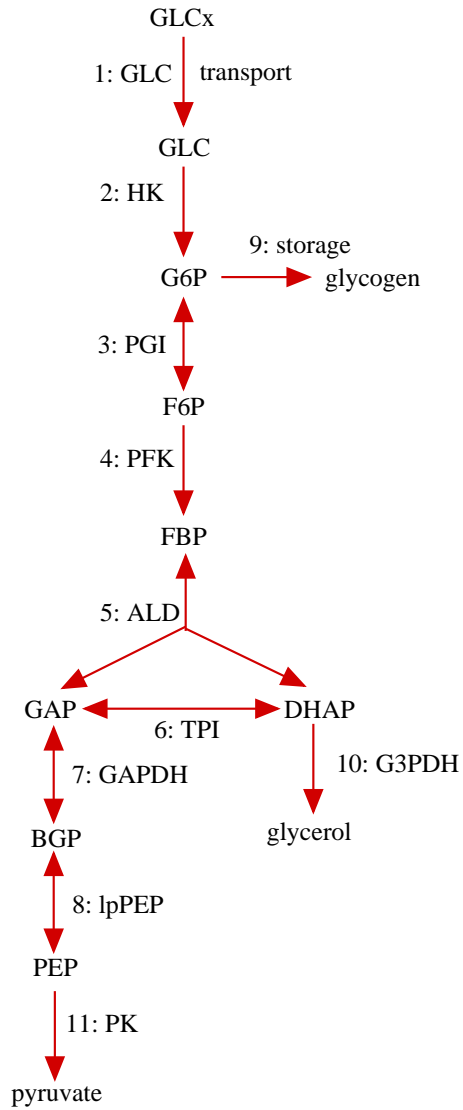 GLCx
1: GLC transport
GLC
2: HK
9: storage
G6P
glycogen
3: PGI
F6P
4: PFK
FBP
5: ALD
GAP
DHAP
6: TPI
7: GAPDH
10: G3PDH
BGP
glycerol
8: lpPEP
PEP
11: PK
pyruvate